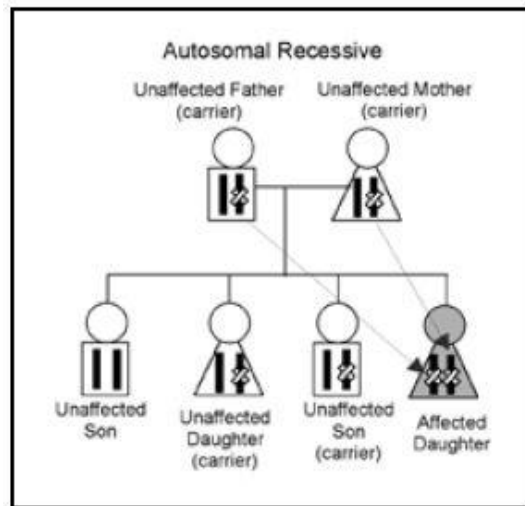 Autosomal Recessive
Unaffected Father
(carrier)
Unaffected Mother
(carrier)
Unaffected
Son
Unaffected
Daughter
(carrier)
Unaffected
Son
(carrier)
Affected
Daughter